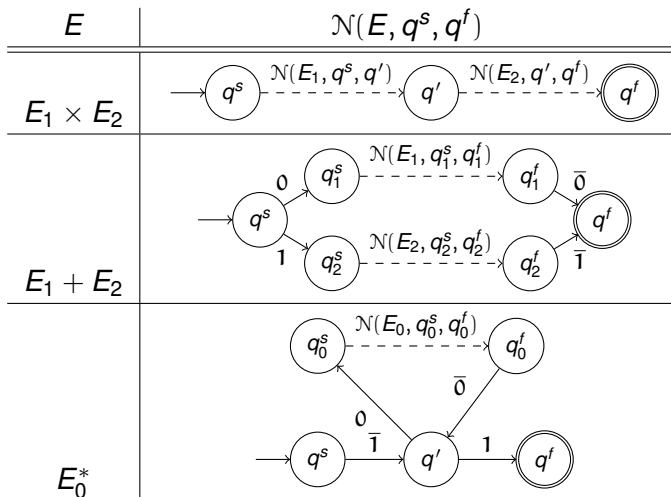 E N(E, q^s, q^f)
E₁ × E₂ q^s N(E₁, q^s, q′) q′ N(E₂, q′, q^f) q^f
N(E₁, q₁^s, q₁^f)
q₁^s q₁^f
0 0̅
q^s q^f
1 1̅
N(E₂, q₂^s, q₂^f)
q₂^s q₂^f
E₁ + E₂
N(E₀, q₀^s, q₀^f)
q₀^s q₀^f
0 0̅
q^s 1̅ q′ 1 q^f
E₀*